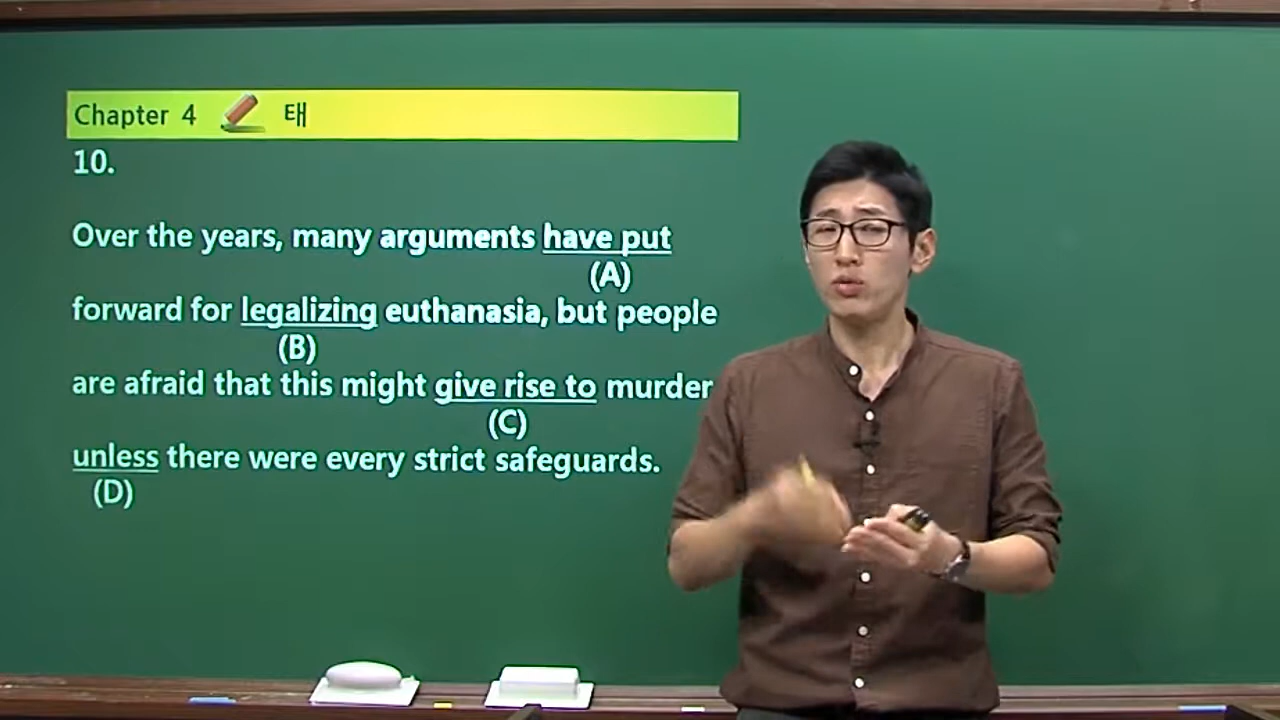 Chapter 4 태
10.
Over the years, many arguments have put
(A)
forward for legalizing euthanasia, but people
(B)
are afraid that this might give rise to murder
(C)
unless there were every strict safeguards.
(D)